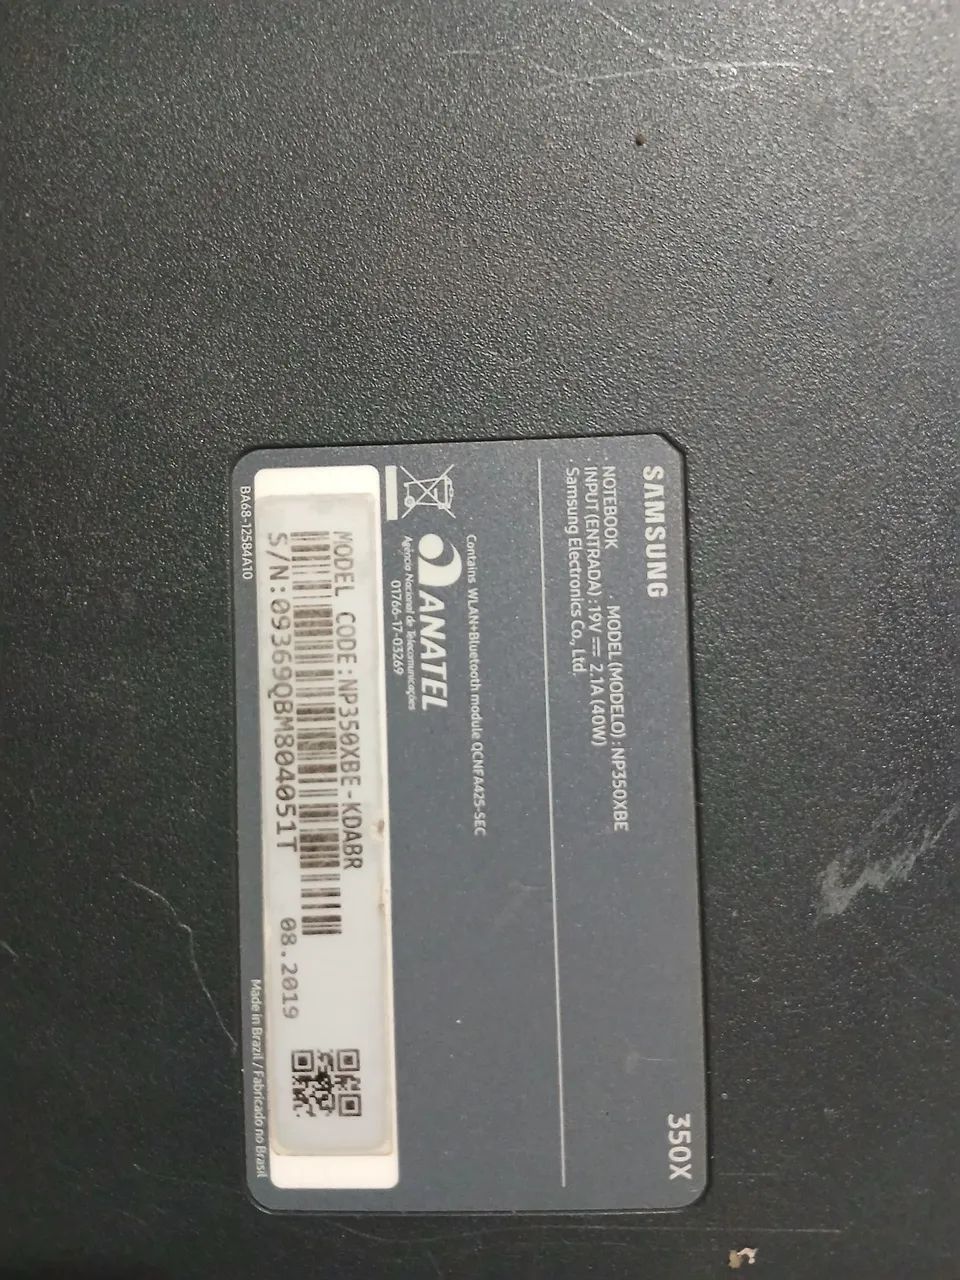 SAMSUNG
350X
. NOTEBOOK . MODEL (MODELO) : NP350XBE
. INPUT (ENTRADA) : 19V ⎓ 2.1A (40W)
. Samsung Electronics Co., Ltd.
Contains WLAN+Bluetooth module QCNFA425-SEC
ANATEL
Agência Nacional de Telecomunicações
01766-17-03269
MODEL CODE:NP350XBE-KDABR
S/N:09369QBM804051T
08.2019
BA68-12584A10
Made in Brazil / Fabricado no Brasil